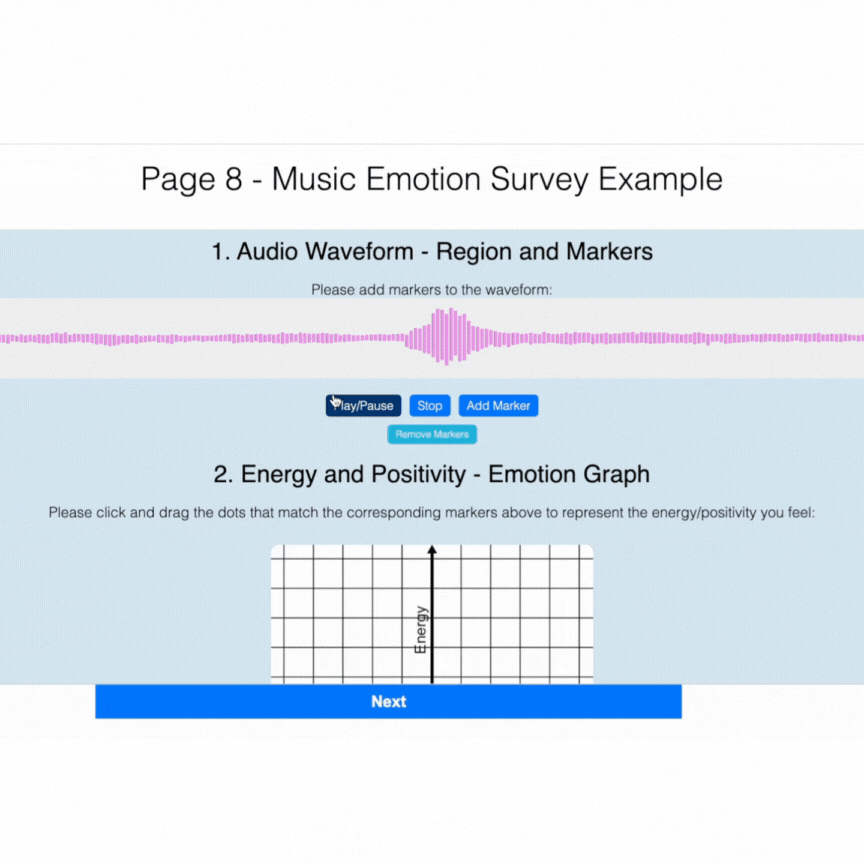 Page 8 - Music Emotion Survey Example
1. Audio Waveform - Region and Markers
Please add markers to the waveform:
Play/Pause Stop Add Marker
Remove Markers
2. Energy and Positivity - Emotion Graph
Please click and drag the dots that match the corresponding markers above to represent the energy/positivity you feel:
Energy
Next